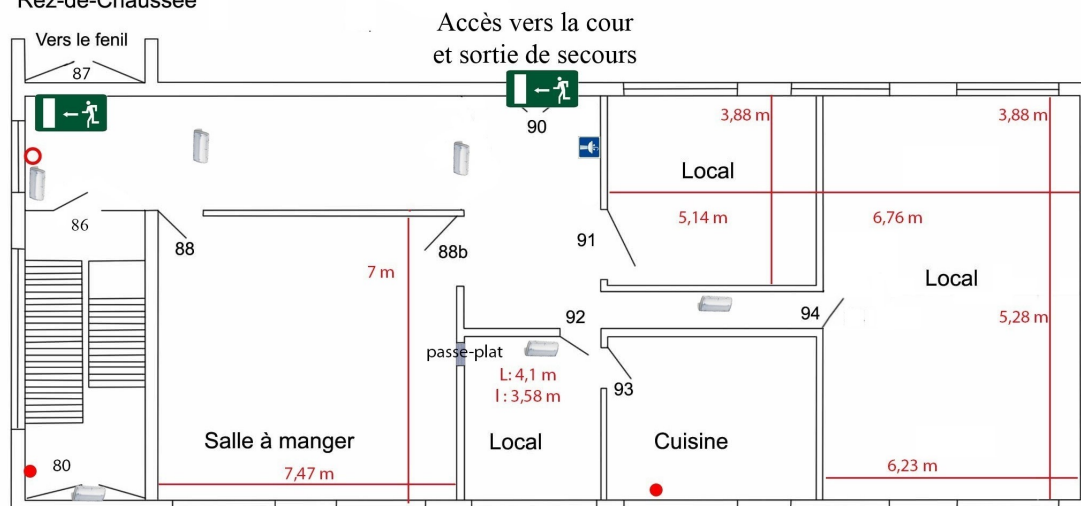 Rez-de-Chaussée
Accès vers la cour
et sortie de secours
Vers le fenil
87
90
3,88 m
3,88 m
Local
5,14 m
6,76 m
86
88
88b
91
7 m
Local
92
94
5,28 m
passe-plat
L: 4,1 m
l : 3,58 m
93
Salle à manger
Local
Cuisine
80
7,47 m
6,23 m